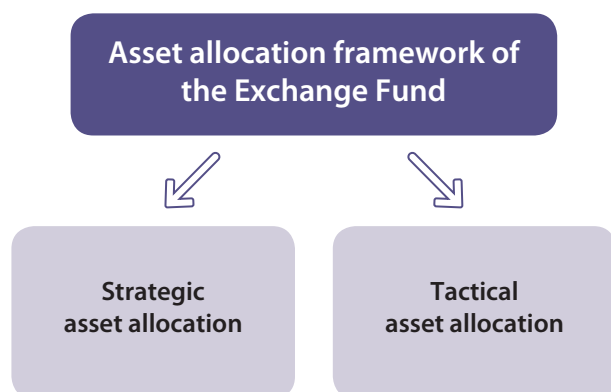 Asset allocation framework of
the Exchange Fund
Strategic
asset allocation
Tactical
asset allocation